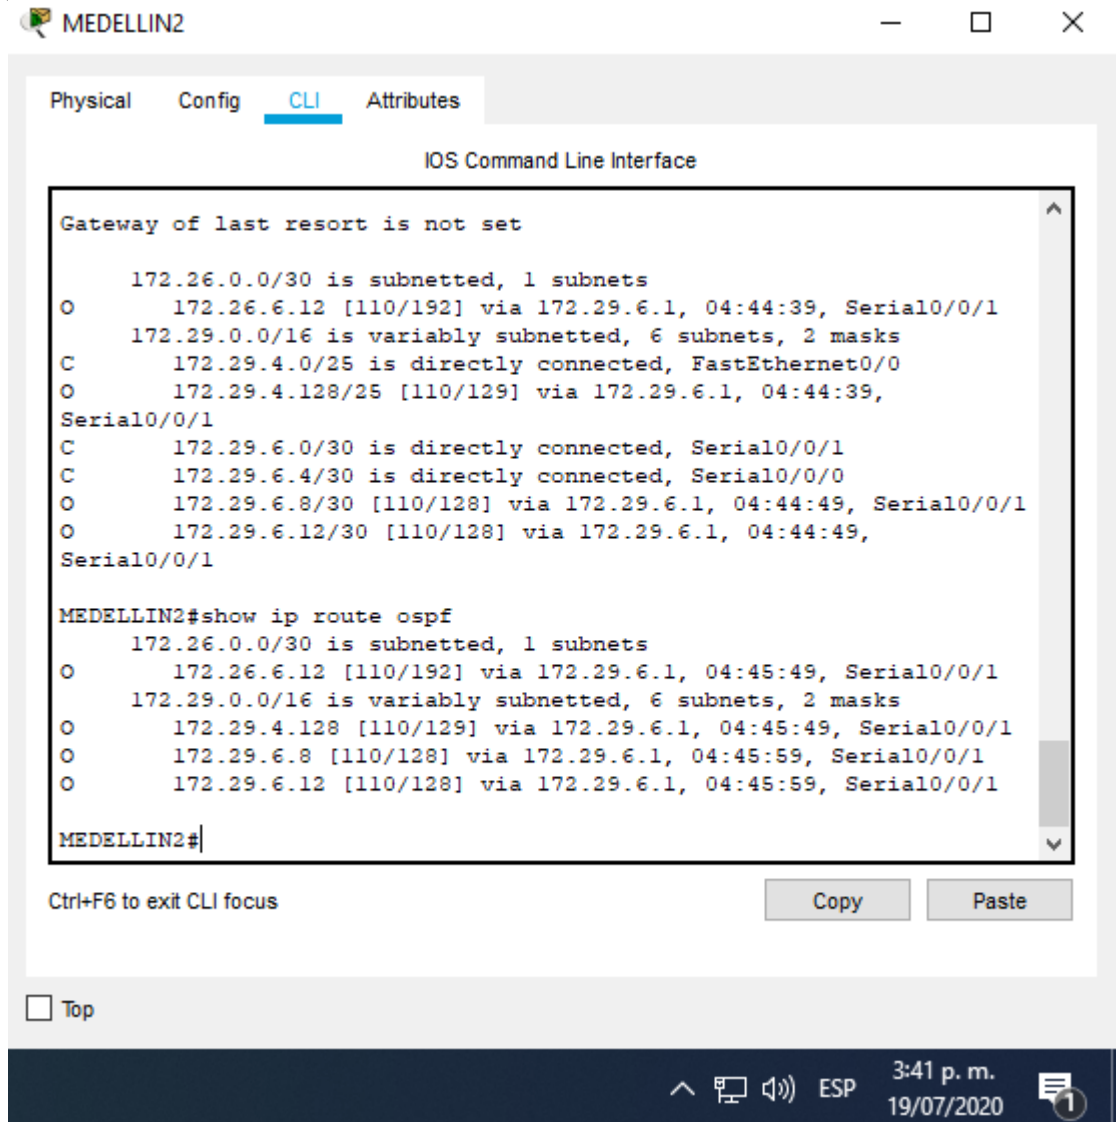 MEDELLIN2
Physical Config CLI Attributes
IOS Command Line Interface
Gateway of last resort is not set
172.26.0.0/30 is subnetted, 1 subnets
O 172.26.6.12 [110/192] via 172.29.6.1, 04:44:39, Serial0/0/1
172.29.0.0/16 is variably subnetted, 6 subnets, 2 masks
C 172.29.4.0/25 is directly connected, FastEthernet0/0
O 172.29.4.128/25 [110/129] via 172.29.6.1, 04:44:39,
Serial0/0/1
C 172.29.6.0/30 is directly connected, Serial0/0/1
C 172.29.6.4/30 is directly connected, Serial0/0/0
O 172.29.6.8/30 [110/128] via 172.29.6.1, 04:44:49, Serial0/0/1
O 172.29.6.12/30 [110/128] via 172.29.6.1, 04:44:49,
Serial0/0/1
MEDELLIN2#show ip route ospf
172.26.0.0/30 is subnetted, 1 subnets
O 172.26.6.12 [110/192] via 172.29.6.1, 04:45:49, Serial0/0/1
172.29.0.0/16 is variably subnetted, 6 subnets, 2 masks
O 172.29.4.128 [110/129] via 172.29.6.1, 04:45:49, Serial0/0/1
O 172.29.6.8 [110/128] via 172.29.6.1, 04:45:59, Serial0/0/1
O 172.29.6.12 [110/128] via 172.29.6.1, 04:45:59, Serial0/0/1
MEDELLIN2#
Ctrl+F6 to exit CLI focus
Copy Paste
Top
ESP
3:41 p. m.
19/07/2020
1